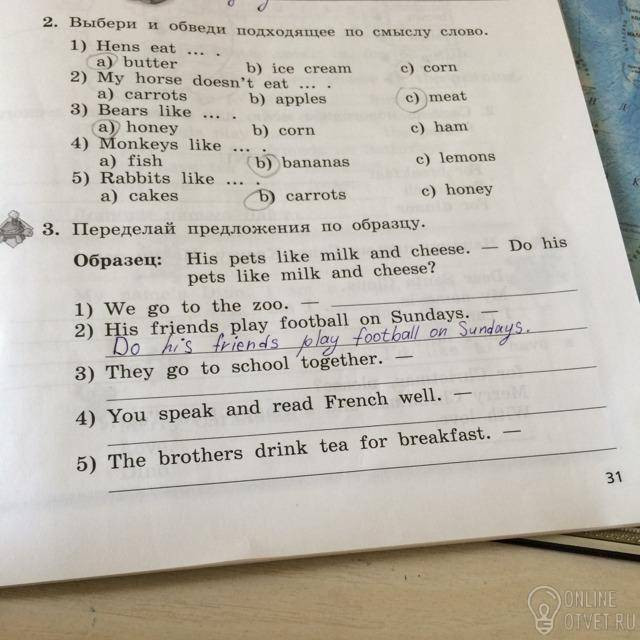 2. Выбери и обведи подходящее по смыслу слово.
1) Hens eat ... .
a) butter b) ice cream c) corn
2) My horse doesn't eat ... .
a) carrots b) apples c) meat
3) Bears like ... .
a) honey b) corn c) ham
4) Monkeys like ... .
a) fish b) bananas c) lemons
5) Rabbits like ... .
a) cakes b) carrots c) honey
3. Переделай предложения по образцу.
Образец: His pets like milk and cheese. — Do his
pets like milk and cheese?
1) We go to the zoo. —
2) His friends play football on Sundays. —
Do his friends play football on Sundays.
3) They go to school together. —
4) You speak and read French well. —
5) The brothers drink tea for breakfast. —
31
ONLINE
OTVET.RU